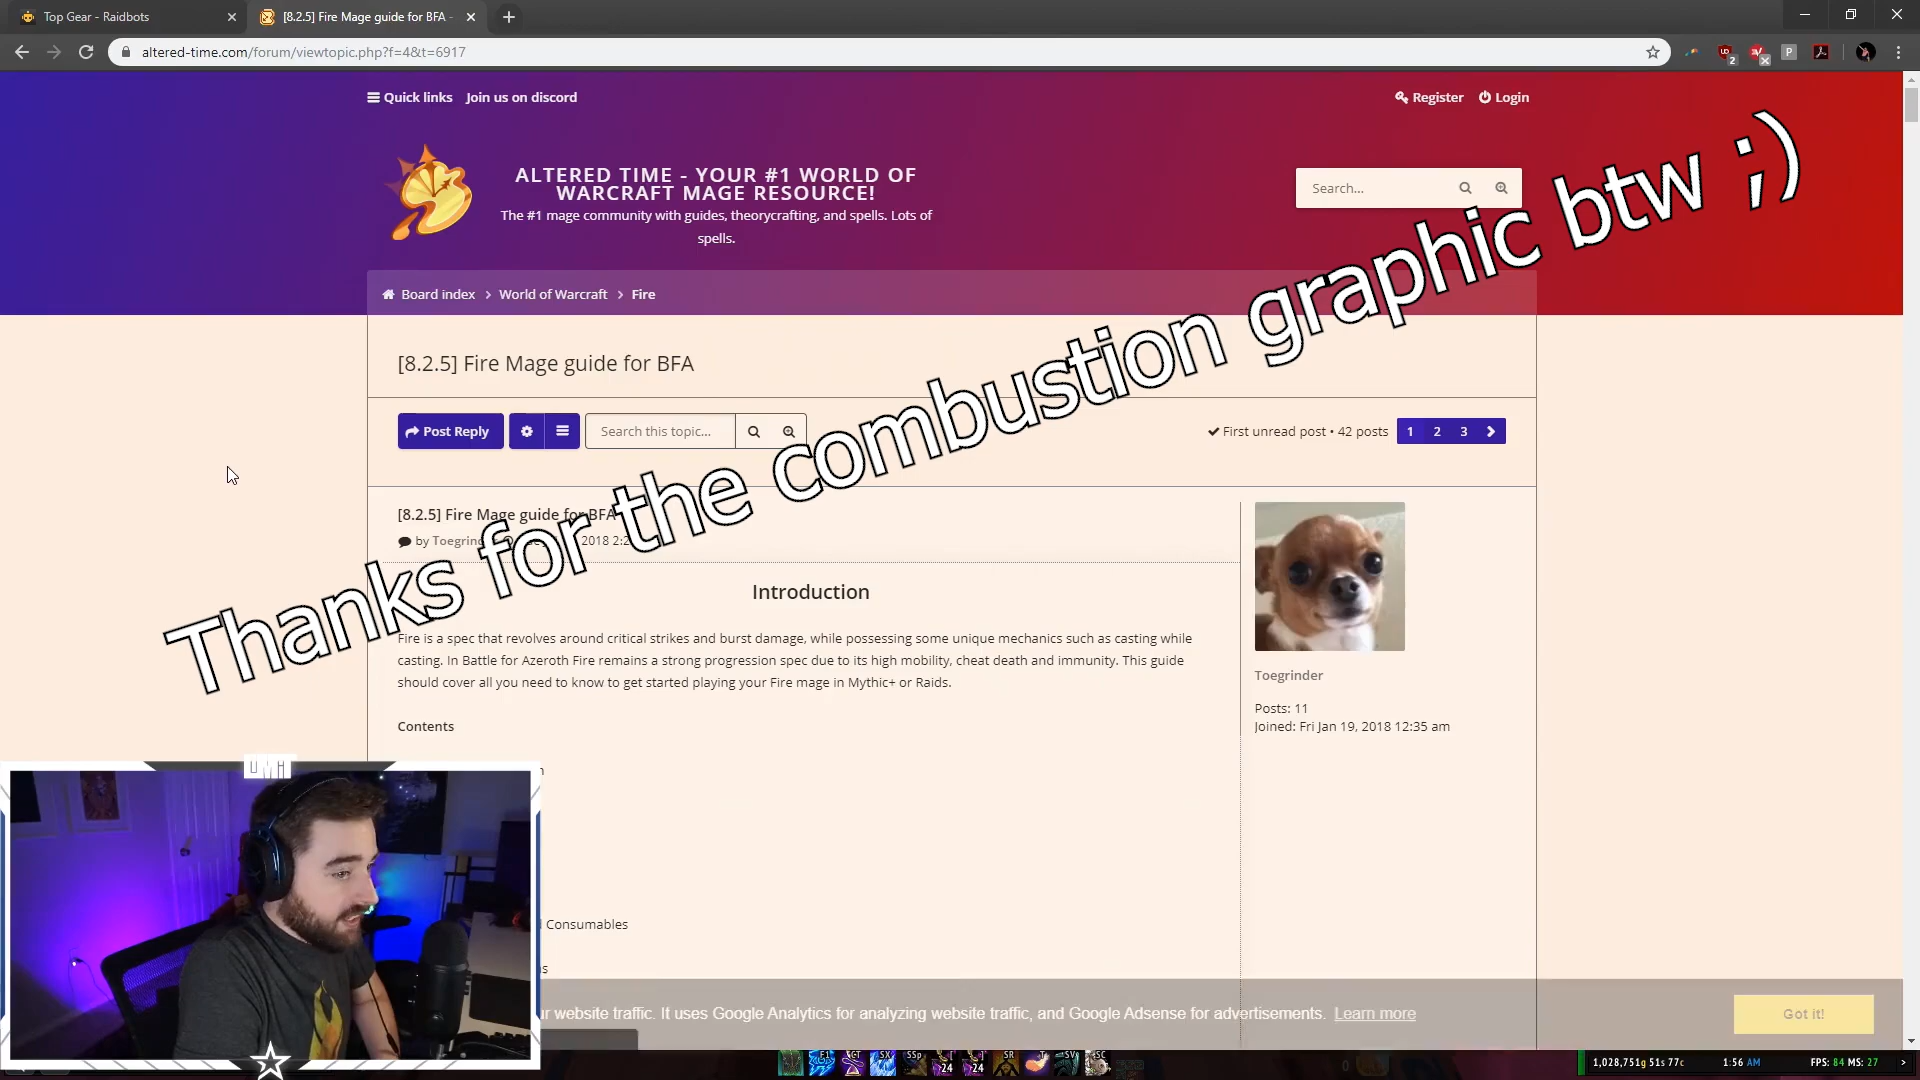 Top Gear - Raidbots
[8.2.5] Fire Mage guide for BFA -
altered-time.com/forum/viewtopic.php?f=4&t=6917
Quick links
Join us on discord
Register
Login
ALTERED TIME - YOUR #1 WORLD OF
WARCRAFT MAGE RESOURCE!
The #1 mage community with guides, theorycrafting, and spells. Lots of
spells.
Search...
Thanks for the combustion graphic btw ;)
Board index
World of Warcraft
Fire
[8.2.5] Fire Mage guide for BFA
Post Reply
Search this topic...
First unread post • 42 posts
1 2 3
[8.2.5] Fire Mage guide for BFA
by Toegrin 2018 2:2
Introduction
Fire is a spec that revolves around critical strikes and burst damage, while possessing some unique mechanics such as casting while
casting. In Battle for Azeroth Fire remains a strong progression spec due to its high mobility, cheat death and immunity. This guide
should cover all you need to know to get started playing your Fire mage in Mythic+ or Raids.
Contents
Toegrinder
Posts: 11
Joined: Fri Jan 19, 2018 12:35 am
Consumables
website traffic. It uses Google Analytics for analyzing website traffic, and Google Adsense for advertisements. Learn more
Got it!
F1 CT SX SSp SR T SV SC
24 24
1,028,751g 51s 77c
1:56 AM
FPS: 84 MS: 27